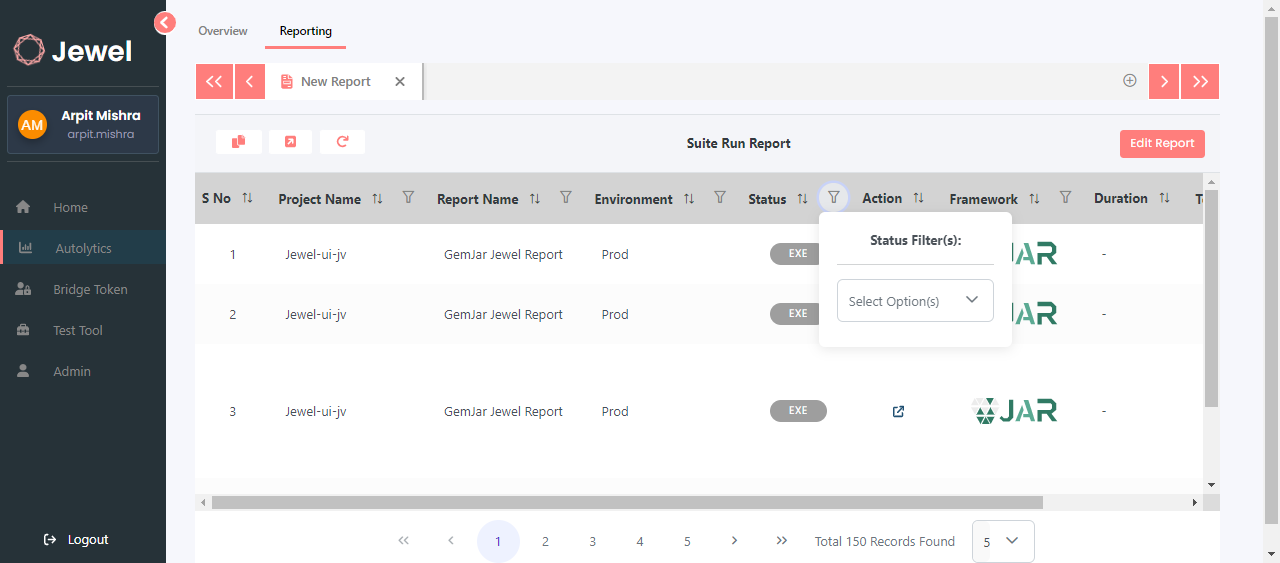 Jewel
AM
Arpit Mishra
arpit.mishra
Home
Autolytics
Bridge Token
Test Tool
Admin
Logout
Overview Reporting
New Report
Suite Run Report
Edit Report
S No Project Name Report Name Environment Status Action Framework Duration
Status Filter(s):
Select Option(s)
1 Jewel-ui-jv GemJar Jewel Report Prod EXE JAR -
2 Jewel-ui-jv GemJar Jewel Report Prod EXE JAR -
3 Jewel-ui-jv GemJar Jewel Report Prod EXE JAR -
1 2 3 4 5 Total 150 Records Found 5